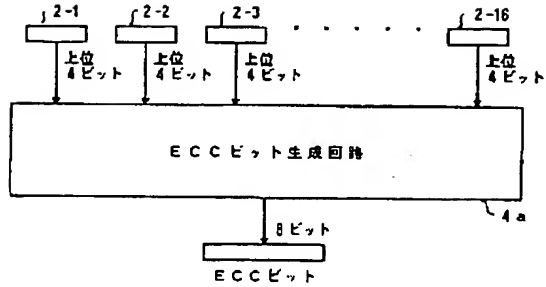 2-1 2-2 2-3 ・・・・・・ 2-16
上位 上位 上位 上位
4ビット 4ビット 4ビット 4ビット
ECCビット生成回路
4a
8ビット
ECCビット